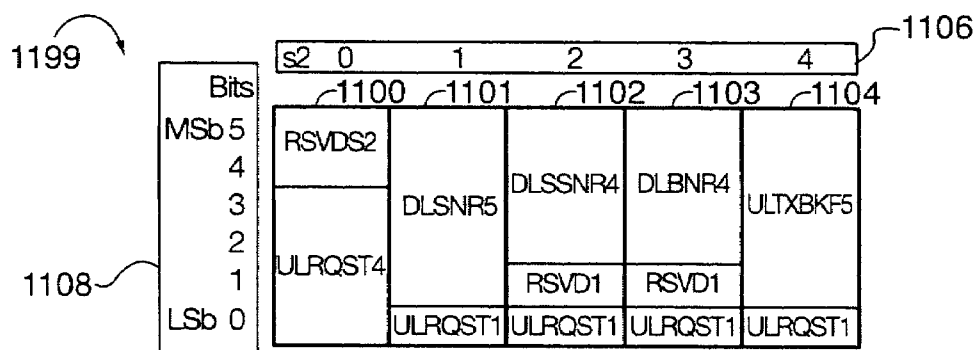 1106
1199
s2 0 1 2 3 4
Bits 1100 1101 1102 1103 1104
MSb 5 RSVDS2
4 DLSSNR4 DLBNR4
3 DLSNR5 ULTXBKF5
2
ULRQST4
1108 1 RSVD1 RSVD1
LSb 0 ULRQST1 ULRQST1 ULRQST1 ULRQST1